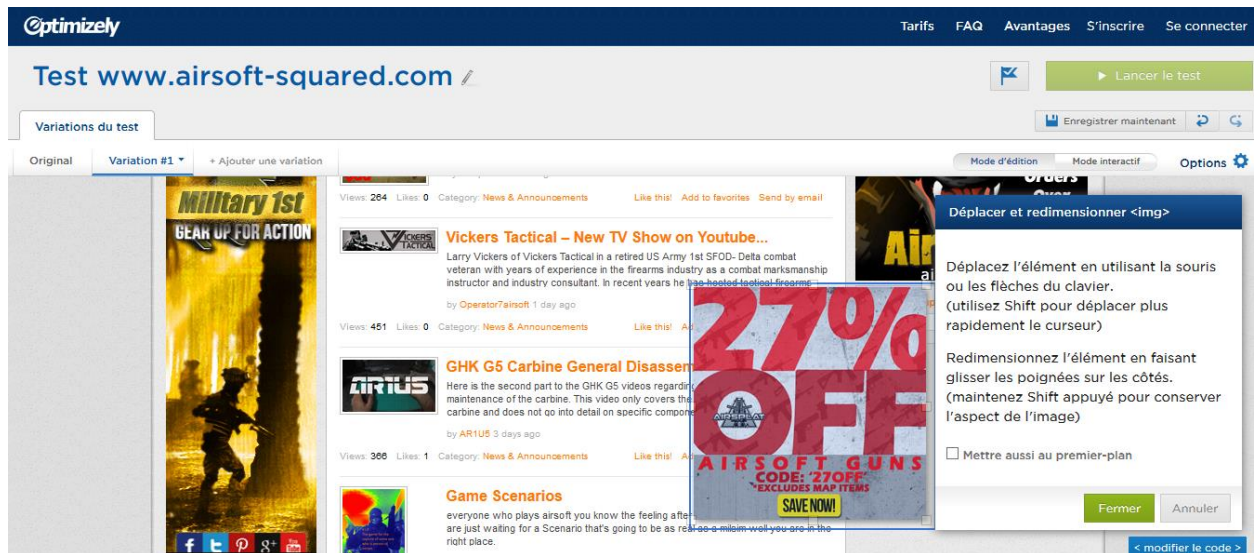 Optimizely
Tarifs FAQ Avantages S'inscrire Se connecter
Test www.airsoft-squared.com
Lancer le test
Variations du test
Enregistrer maintenant
Original Variation #1 + Ajouter une variation
Mode d'édition Mode interactif Options
Military 1st
GEAR UP FOR ACTION
Views: 264 Likes: 0 Category: News & Announcements Like this! Add to favorites Send by email
Orders
Over
Air
VICKERS
TACTICAL
Vickers Tactical – New TV Show on Youtube...
Larry Vickers of Vickers Tactical in a retired US Army 1st SFOD- Delta combat
veteran with years of experience in the firearms industry as a combat marksmanship
instructor and industry consultant. In recent years he has hosted tactical firearms
by Operator7airsoft 1 day ago
Views: 451 Likes: 0 Category: News & Announcements Like this!
AR1U5
GHK G5 Carbine General Disassem
Here is the second part to the GHK G5 videos regarding
maintenance of the carbine. This video only covers the
carbine and does not go into detail on specific compone
by AR1U5 3 days ago
Views: 366 Likes: 1 Category: News & Announcements Like this!
Game Scenarios
everyone who plays airsoft you know the feeling after
are just waiting for a Scenario that's going to be as real as a milsim well you are in the
right place.
27%
OFF
AIRSPLAT
AIRSOFT GUNS
CODE: '27OFF'
*EXCLUDES MAP ITEMS
SAVE NOW!
Déplacer et redimensionner <img>
Déplacez l'élément en utilisant la souris
ou les flèches du clavier.
(utilisez Shift pour déplacer plus
rapidement le curseur)
Redimensionnez l'élément en faisant
glisser les poignées sur les côtés.
(maintenez Shift appuyé pour conserver
l'aspect de l'image)
Mettre aussi au premier-plan
Fermer Annuler
< modifier le code >